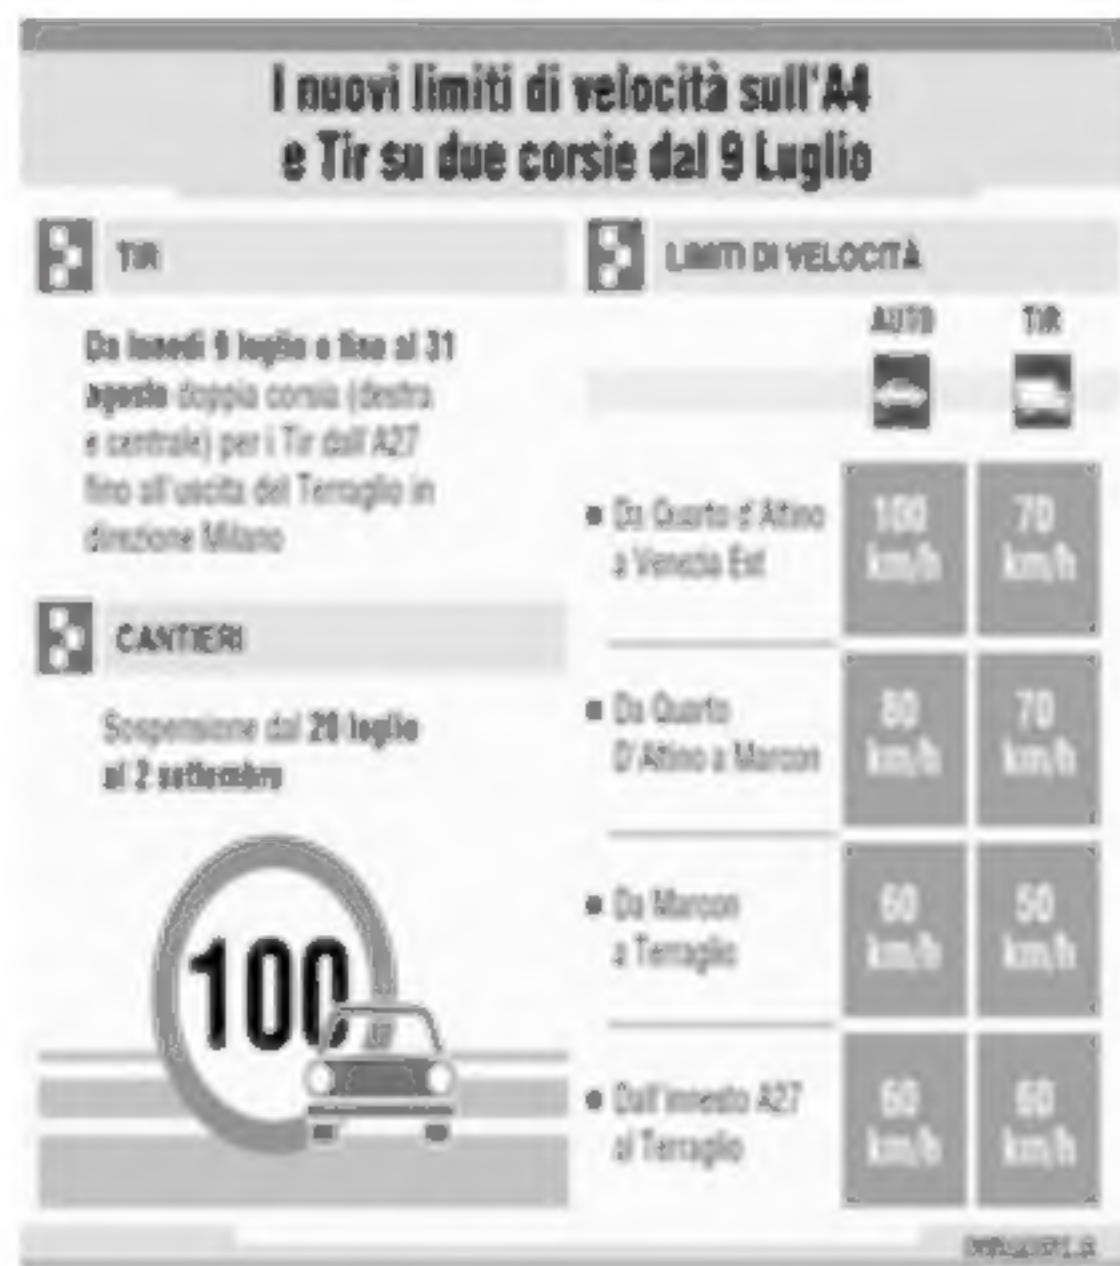 I nuovi limiti di velocità sull'A4
e Tir su due corsie dal 9 Luglio
TIR
Da lunedì 9 luglio e fino al 31
agosto doppia corsia (destra
e centrale) per i Tir dall'A27
fino all'uscita del Terraglio in
direzione Milano
CANTIERI
Sospensione dal luglio
al 2 settembre
100
LIMITI DI VELOCITÀ
AUTO TIR
Da Quarto d'Altino
a Venezia Est
100 km/h
70 km/h
Da Quarto
D'Altino a Marcon
80 km/h
70 km/h
Da Marcon
a Terraglio
60 km/h
50 km/h
Dall'innesto A27
al Terraglio
60 km/h
60 km/h